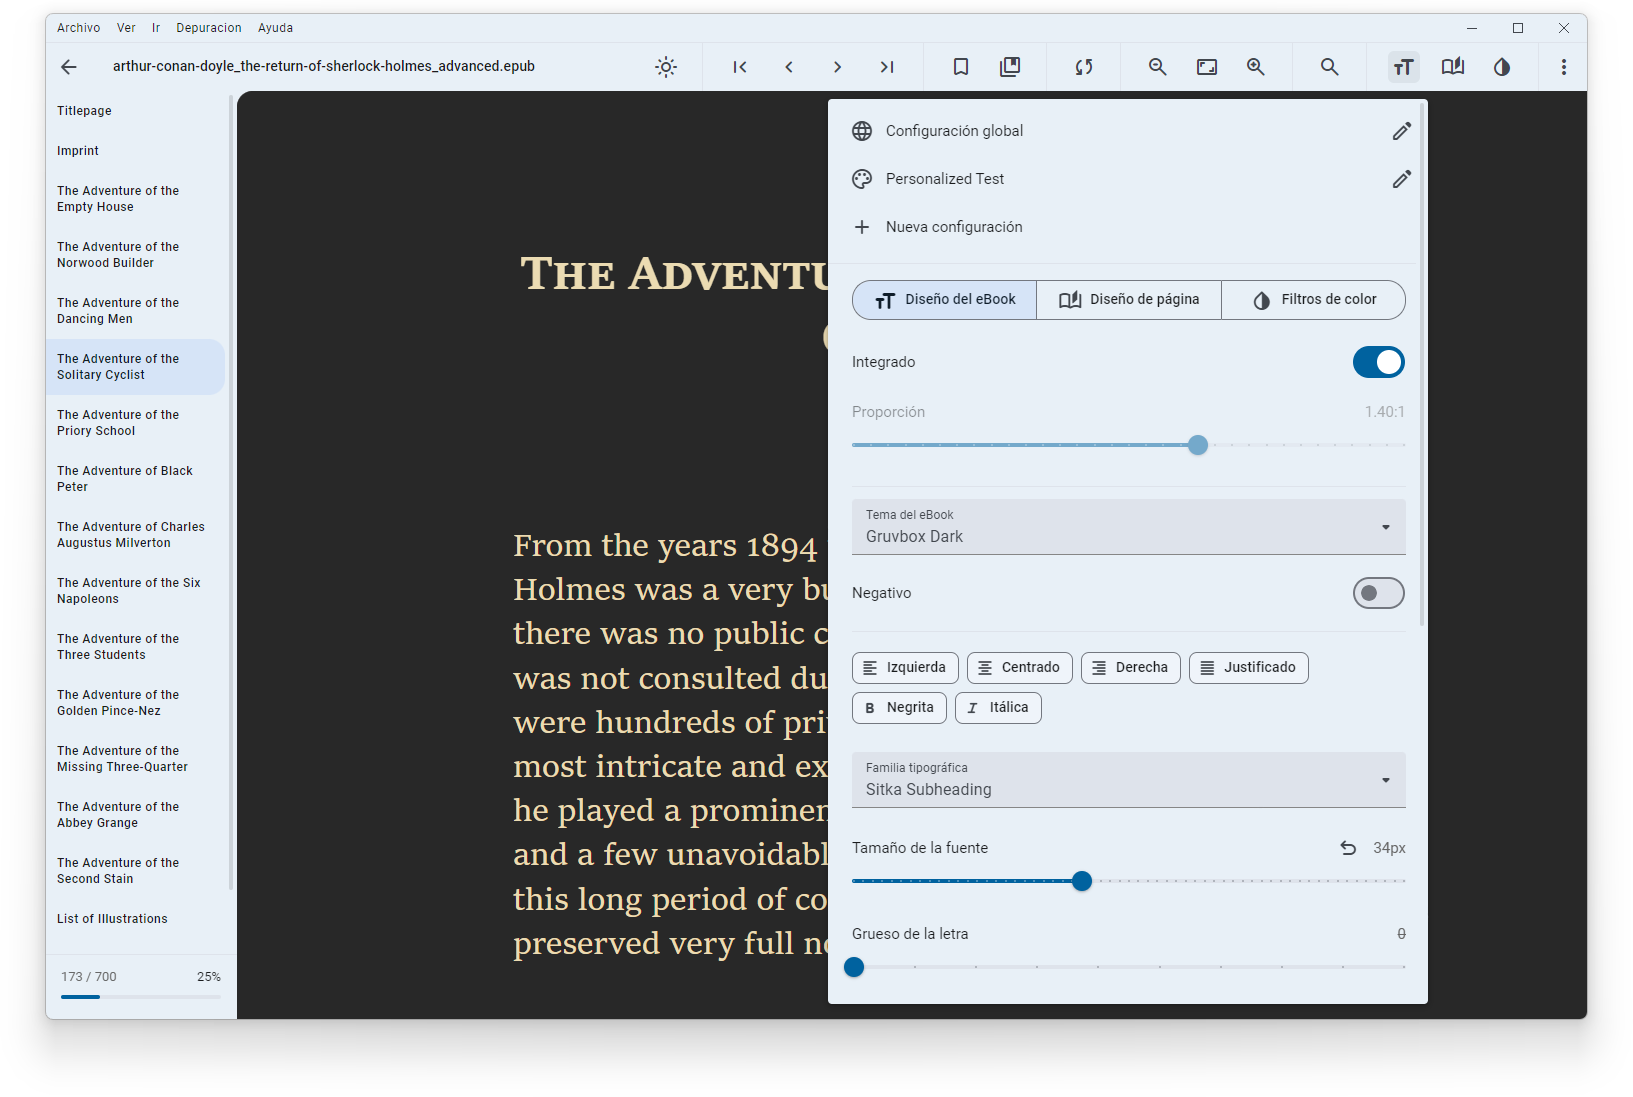 Archivo Ver Ir Depuracion Ayuda
arthur-conan-doyle_the-return-of-sherlock-holmes_advanced.epub
Titlepage
Imprint
The Adventure of the
Empty House
The Adventure of the
Norwood Builder
The Adventure of the
Dancing Men
The Adventure of the
Solitary Cyclist
The Adventure of the
Priory School
The Adventure of Black
Peter
The Adventure of Charles
Augustus Milverton
The Adventure of the Six
Napoleons
The Adventure of the
Three Students
The Adventure of the
Golden Pince-Nez
The Adventure of the
Missing Three-Quarter
The Adventure of the
Abbey Grange
The Adventure of the
Second Stain
List of Illustrations
173 / 700 25%
The Adventu
From the years 1894
Holmes was a very bu
there was no public c
was not consulted du
were hundreds of pri
most intricate and ex
he played a prominen
and a few unavoidabl
this long period of co
preserved very full no
Configuración global
Personalized Test
Nueva configuración
Diseño del eBook Diseño de página Filtros de color
Integrado
Proporción 1.40:1
Tema del eBook
Gruvbox Dark
Negativo
Izquierda Centrado Derecha Justificado
B Negrita I Itálica
Familia tipográfica
Sitka Subheading
Tamaño de la fuente 34px
Grueso de la letra 0